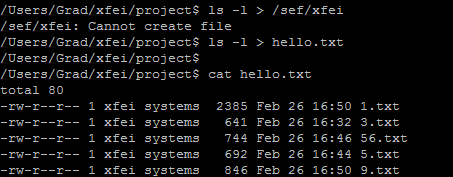 /Users/Grad/xfei/project$ ls -l > /sef/xfei
/sef/xfei: Cannot create file
/Users/Grad/xfei/project$ ls -l > hello.txt
/Users/Grad/xfei/project$
/Users/Grad/xfei/project$ cat hello.txt
total 80
-rw-r--r-- 1 xfei systems 2385 Feb 26 16:50 1.txt
-rw-r--r-- 1 xfei systems 641 Feb 26 16:32 3.txt
-rw-r--r-- 1 xfei systems 744 Feb 26 16:46 56.txt
-rw-r--r-- 1 xfei systems 692 Feb 26 16:44 5.txt
-rw-r--r-- 1 xfei systems 846 Feb 26 16:50 9.txt